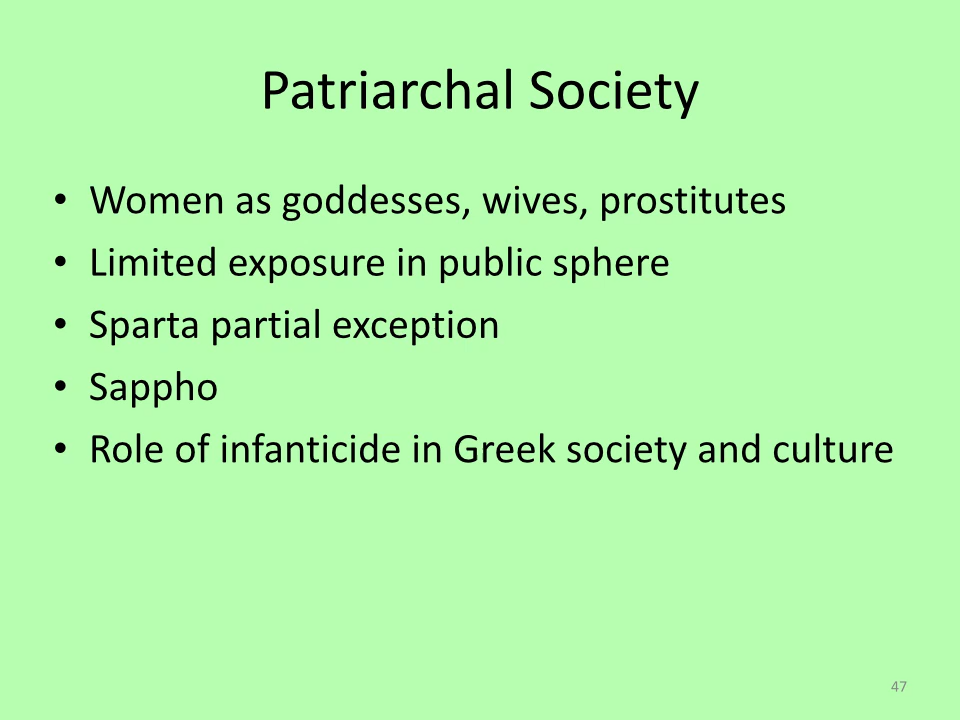 Patriarchal Society
• Women as goddesses, wives, prostitutes
• Limited exposure in public sphere
• Sparta partial exception
• Sappho
• Role of infanticide in Greek society and culture
47